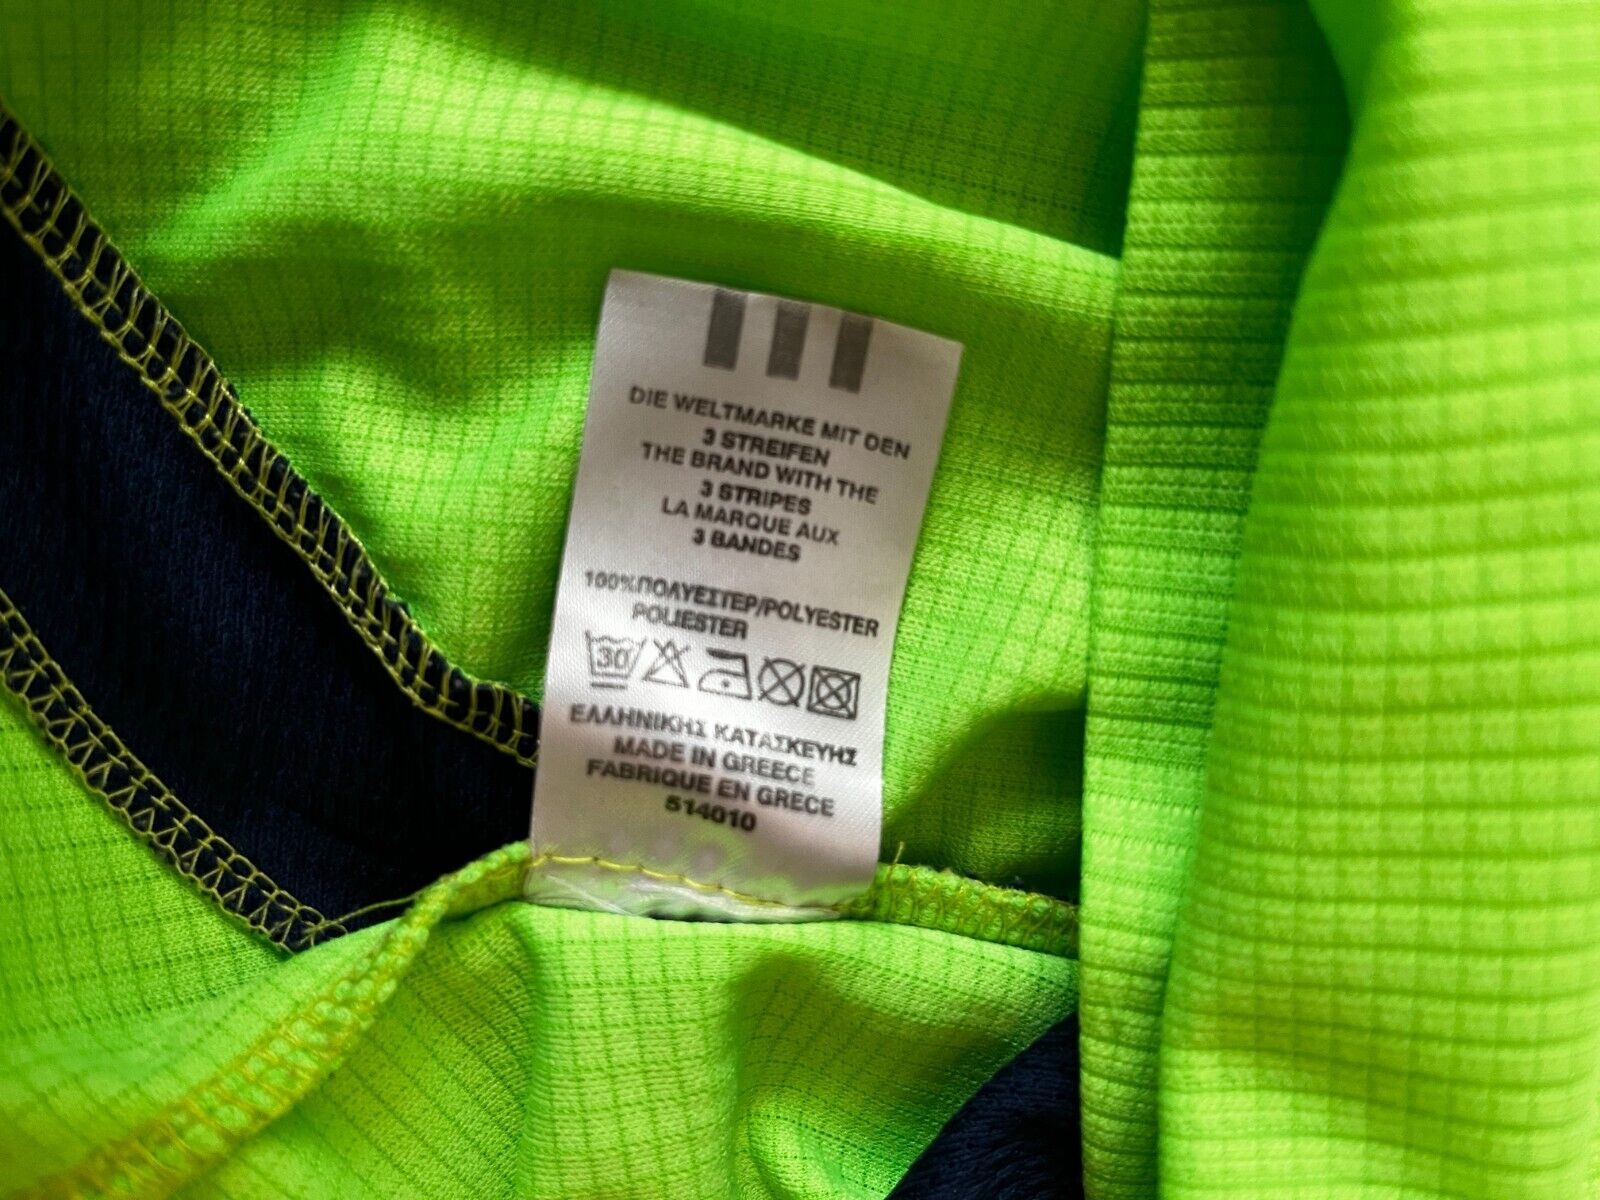 DIE WELTMARKE MIT DEN
3 STREIFEN
THE BRAND WITH THE
3 STRIPES
LA MARQUE AUX
3 BANDES
100%ΠΟΛΥΕΣΤΕΡ/POLYESTER
POLIESTER
30
ΕΛΛΗΝΙΚΗΣ ΚΑΤΑΣΚΕΥΗΣ
MADE IN GREECE
FABRIQUE EN GRECE
514010